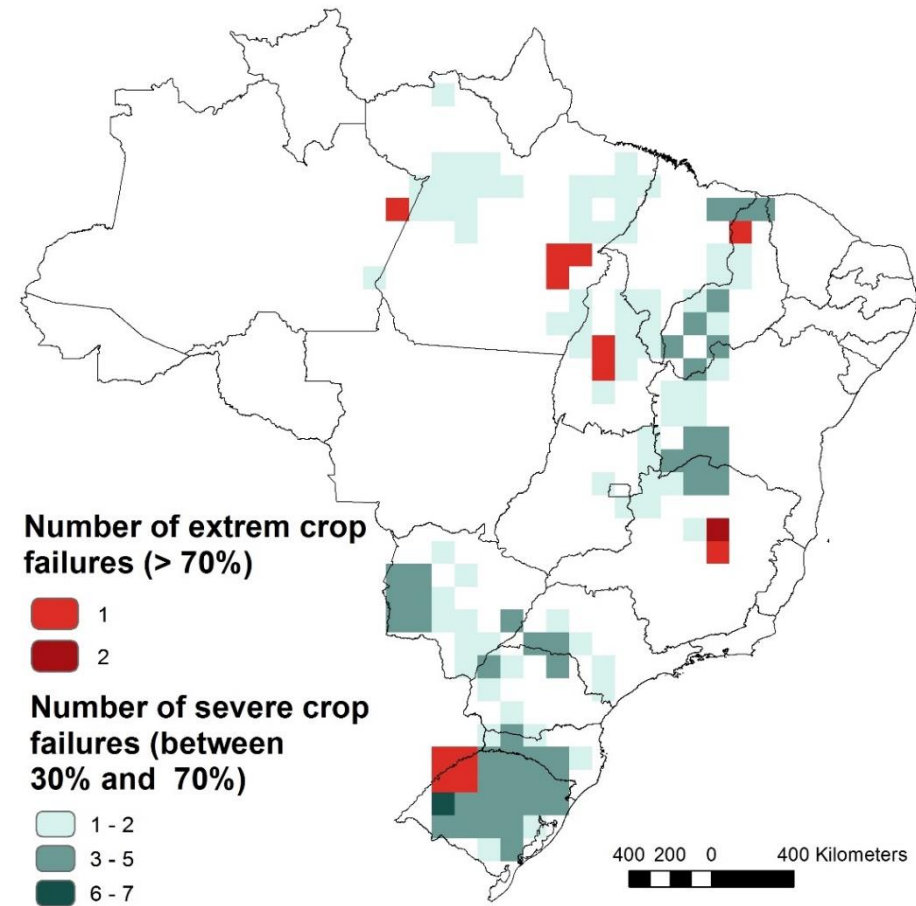 Number of extrem crop
failures (> 70%)
1
2
Number of severe crop
failures (between
30% and 70%)
1 - 2
3 - 5
6 - 7
400 200 0 400 Kilometers